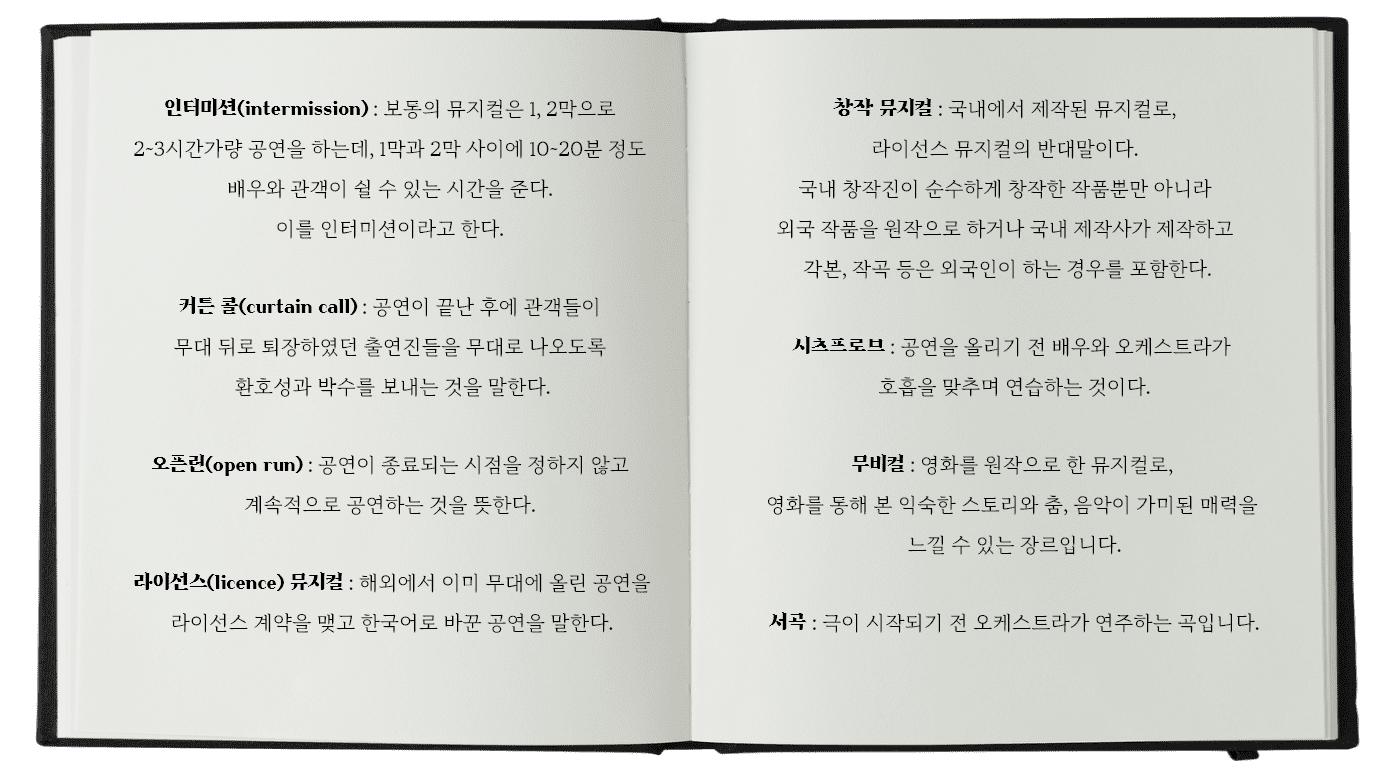 인터미션(intermission) : 보통의 뮤지컬은 1, 2막으로
2~3시간가량 공연을 하는데, 1막과 2막 사이에 10~20분 정도
배우와 관객이 쉴 수 있는 시간을 준다.
이를 인터미션이라고 한다.
커튼 콜(curtain call) : 공연이 끝난 후에 관객들이
무대 뒤로 퇴장하였던 출연진들을 무대로 나오도록
환호성과 박수를 보내는 것을 말한다.
오픈런(open run) : 공연이 종료되는 시점을 정하지 않고
계속적으로 공연하는 것을 뜻한다.
라이선스(licence) 뮤지컬 : 해외에서 이미 무대에 올린 공연을
라이선스 계약을 맺고 한국어로 바꾼 공연을 말한다.
창작 뮤지컬 : 국내에서 제작된 뮤지컬로,
라이선스 뮤지컬의 반대말이다.
국내 창작진이 순수하게 창작한 작품뿐만 아니라
외국 작품을 원작으로 하거나 국내 제작사가 제작하고
각본, 작곡 등은 외국인이 하는 경우를 포함한다.
시츠프로브 : 공연을 올리기 전 배우와 오케스트라가
호흡을 맞추며 연습하는 것이다.
무비컬 : 영화를 원작으로 한 뮤지컬로,
영화를 통해 본 익숙한 스토리와 춤, 음악이 가미된 매력을
느낄 수 있는 장르입니다.
서곡 : 극이 시작되기 전 오케스트라가 연주하는 곡입니다.